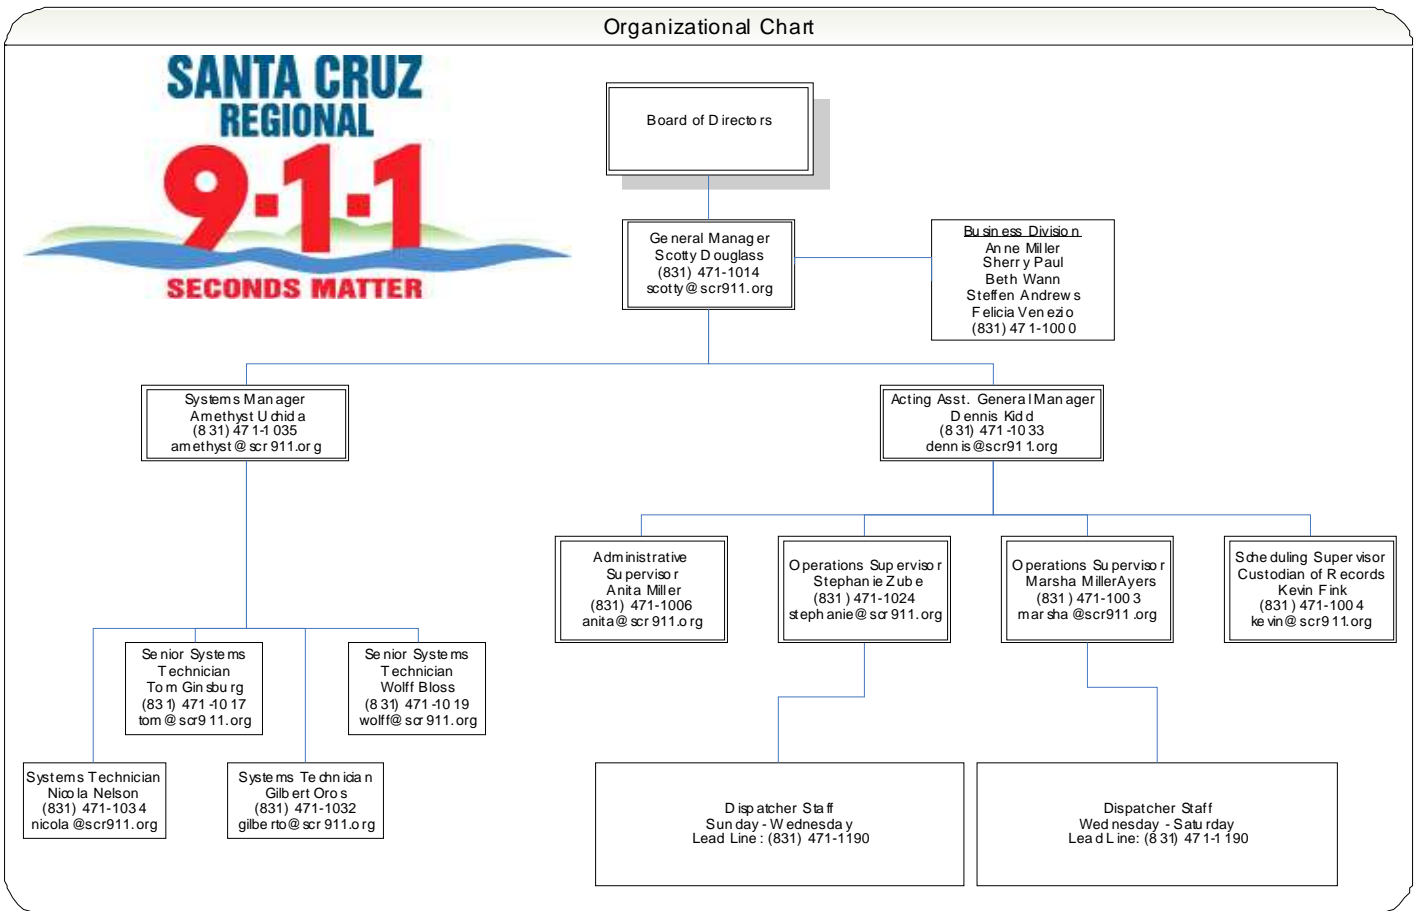 Organizational Chart
SANTA CRUZ
REGIONAL
9-1-1
SECONDS MATTER
Board of Directors
General Manager
Scotty Douglass
(831) 471-1014
scotty@scr911.org
Business Division
Anne Miller
Sherry Paul
Beth Wann
Steffen Andrews
Felicia Venezio
(831) 471-1000
Systems Manager
Amethyst Uchida
(831) 471-1035
amethyst@scr911.org
Acting Asst. General Manager
Dennis Kidd
(831) 471-1033
dennis@scr911.org
Administrative
Supervisor
Anita Miller
(831) 471-1006
anita@scr911.org
Operations Supervisor
Stephanie Zube
(831) 471-1024
stephanie@scr911.org
Operations Supervisor
Marsha MillerAyers
(831) 471-1003
marsha@scr911.org
Scheduling Supervisor
Custodian of Records
Kevin Fink
(831) 471-1004
kevin@scr911.org
Senior Systems
Technician
Tom Ginsburg
(831) 471-1017
tom@scr911.org
Senior Systems
Technician
Wolff Bloss
(831) 471-1019
wolff@scr911.org
Systems Technician
Nicola Nelson
(831) 471-1034
nicola@scr911.org
Systems Technician
Gilbert Oros
(831) 471-1032
gilberto@scr911.org
Dispatcher Staff
Sunday - Wednesday
Lead Line: (831) 471-1190
Dispatcher Staff
Wednesday - Saturday
Lead Line: (831) 471-1190